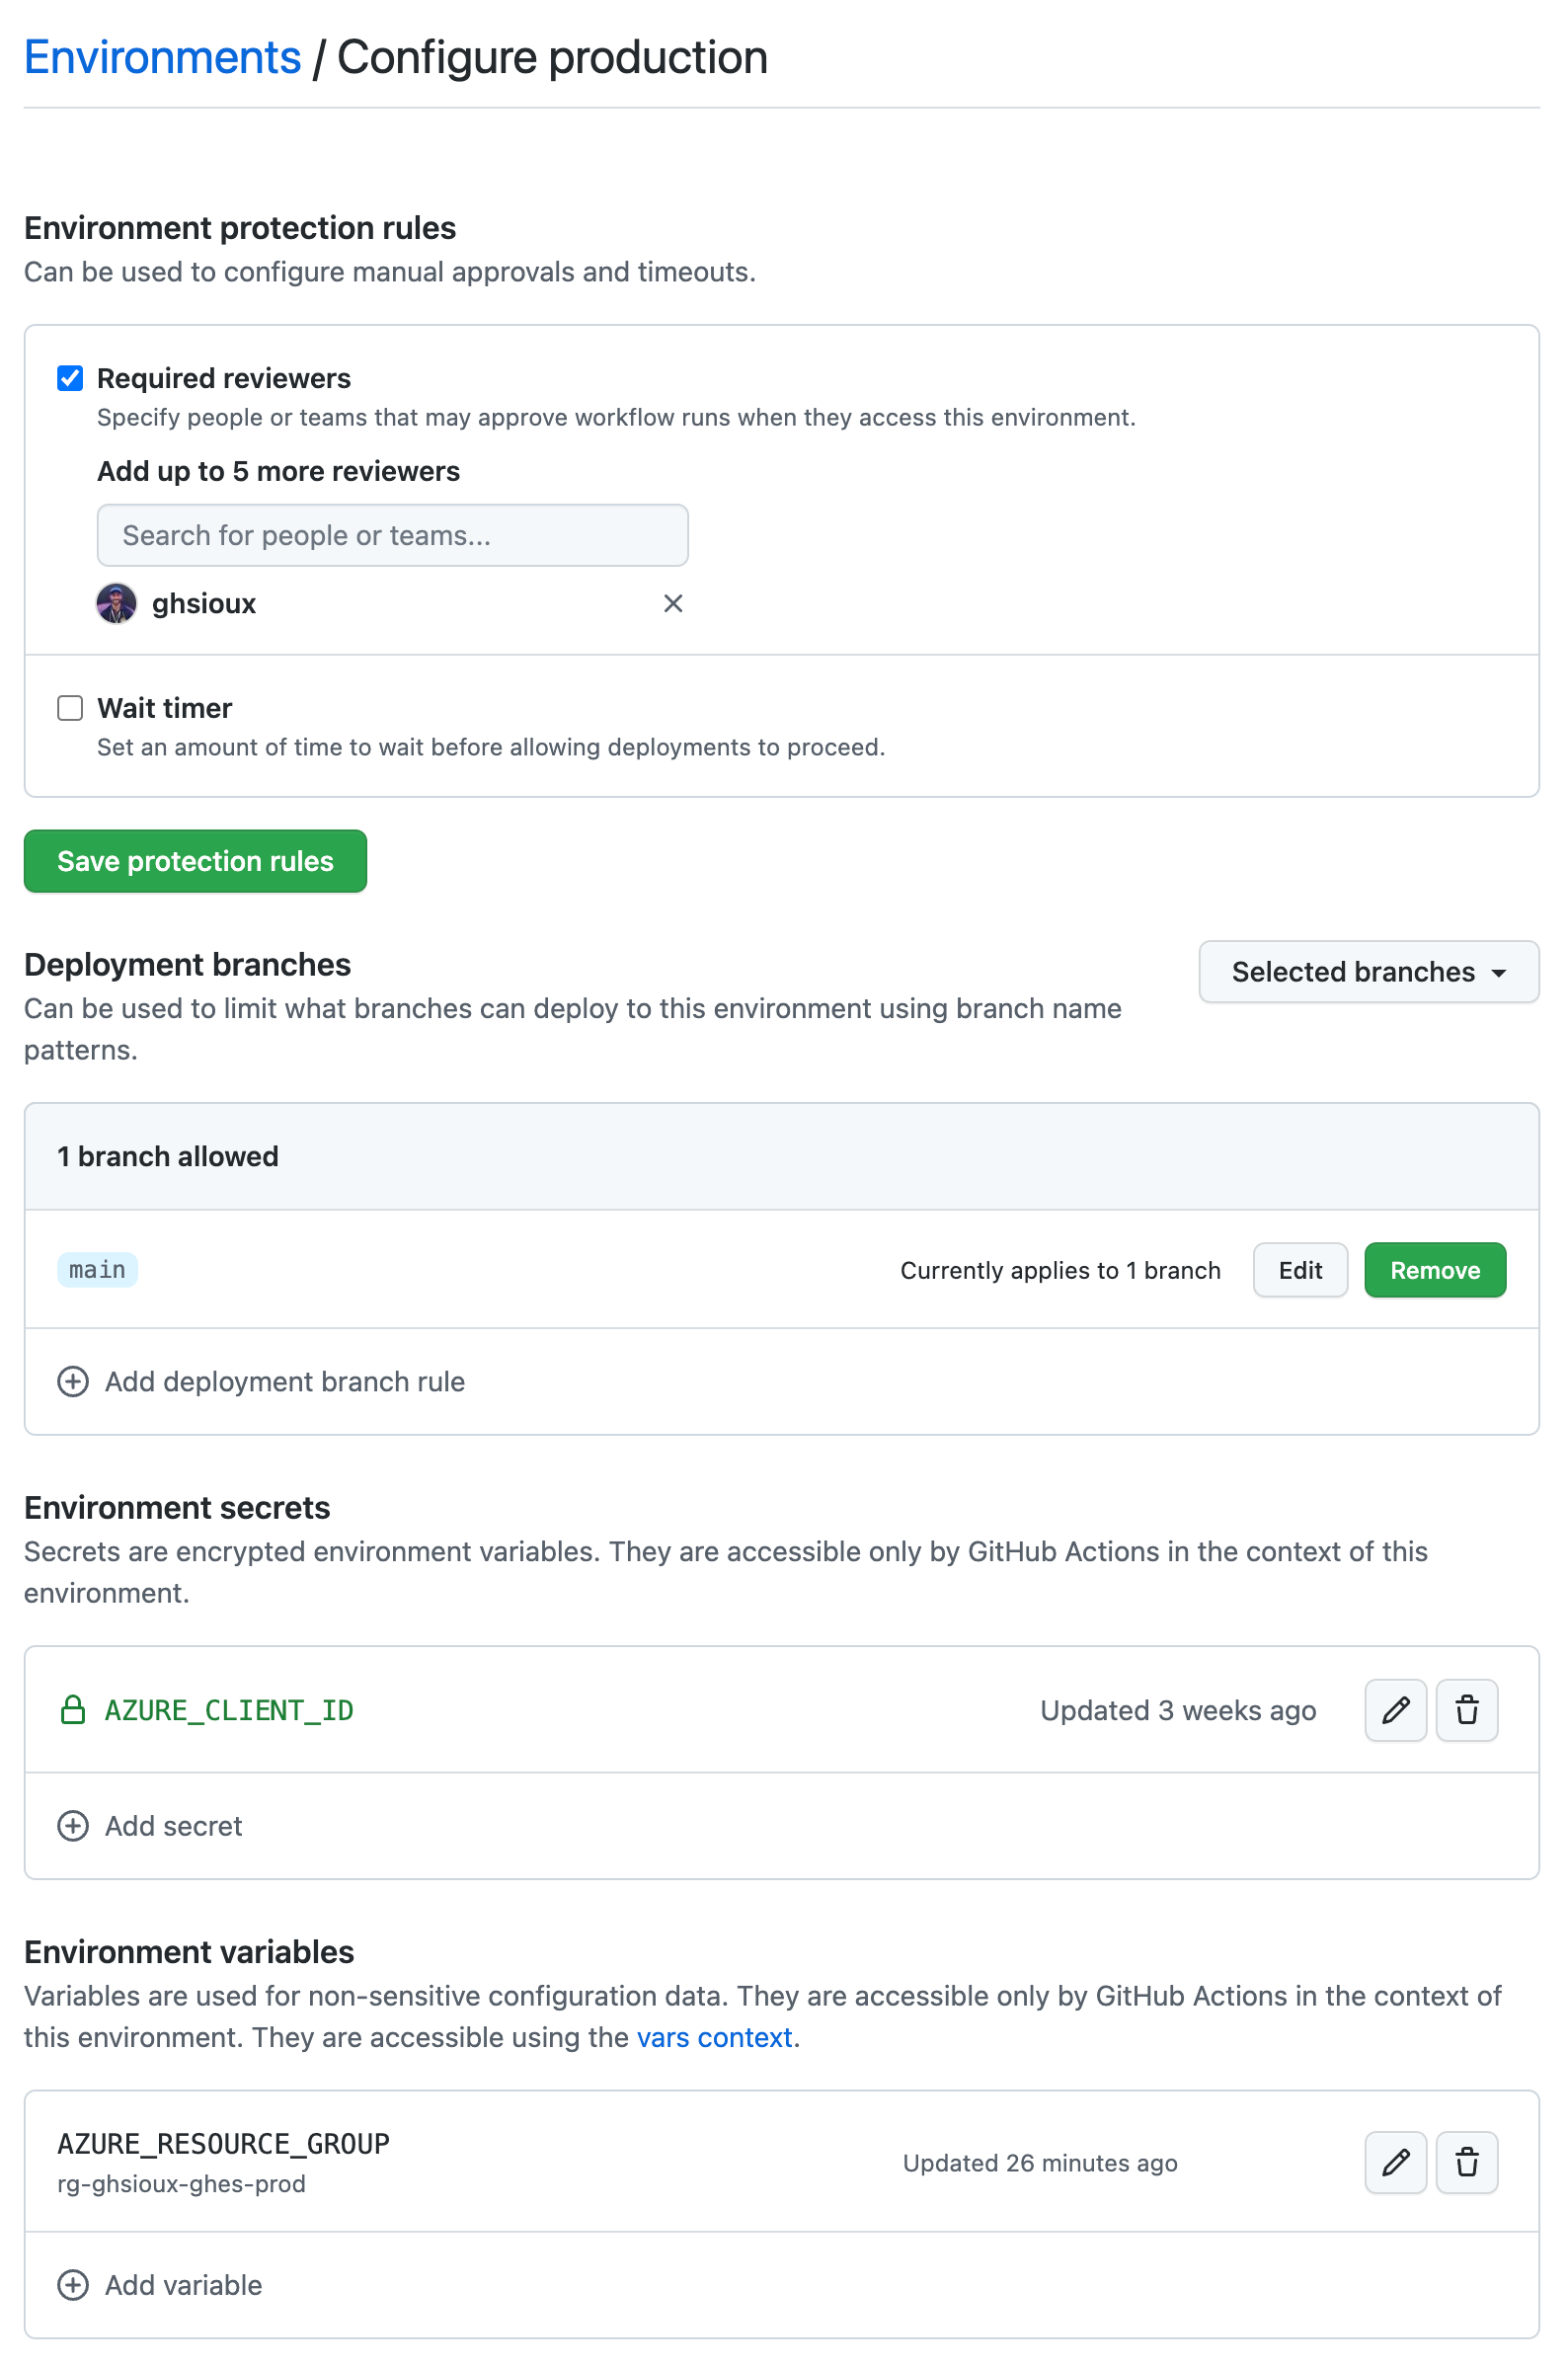 Environments / Configure production
Environment protection rules
Can be used to configure manual approvals and timeouts.
Required reviewers
Specify people or teams that may approve workflow runs when they access this environment.
Add up to 5 more reviewers
Search for people or teams...
ghsioux
Wait timer
Set an amount of time to wait before allowing deployments to proceed.
Save protection rules
Deployment branches
Selected branches
Can be used to limit what branches can deploy to this environment using branch name
patterns.
1 branch allowed
main Currently applies to 1 branch Edit Remove
Add deployment branch rule
Environment secrets
Secrets are encrypted environment variables. They are accessible only by GitHub Actions in the context of this
environment.
AZURE_CLIENT_ID Updated 3 weeks ago
Add secret
Environment variables
Variables are used for non-sensitive configuration data. They are accessible only by GitHub Actions in the context of
this environment. They are accessible using the vars context.
AZURE_RESOURCE_GROUP
rg-ghsioux-ghes-prod
Updated 26 minutes ago
Add variable